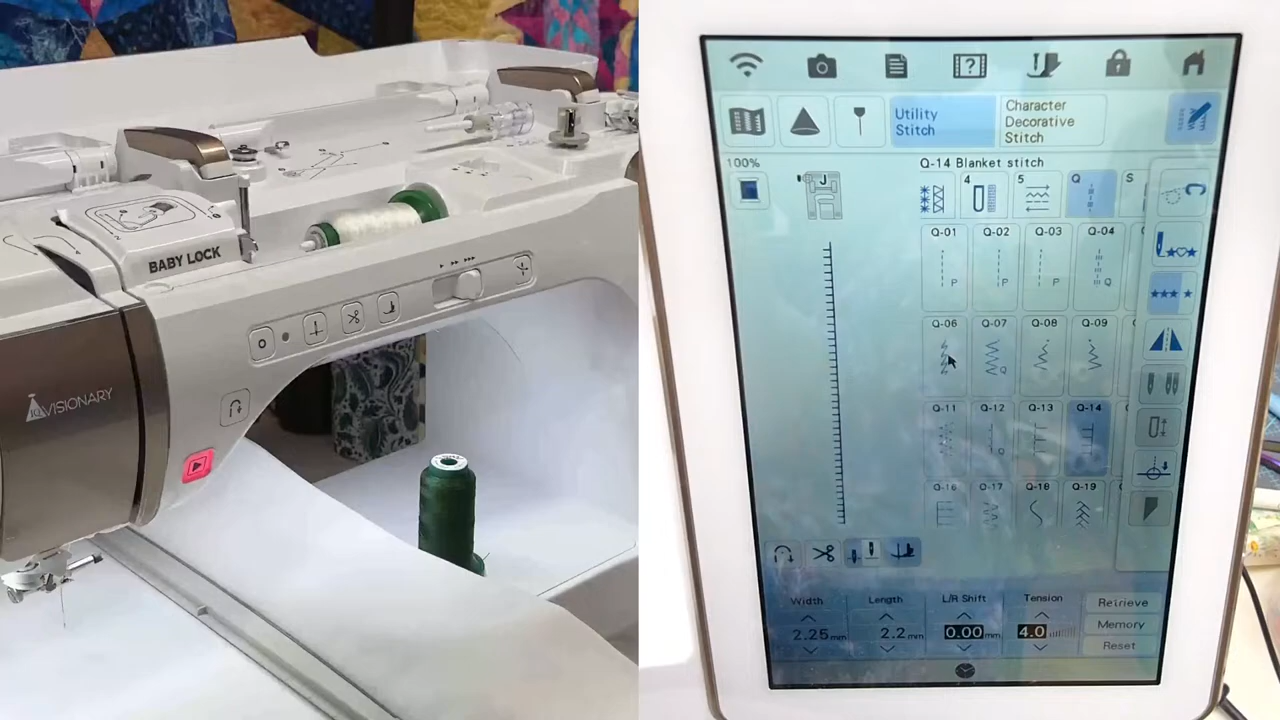 BABY LOCK
VISIONARY
?
Utility
Stitch
Character
Decorative
Stitch
100%
Q-14 Blanket stitch
J
4
5
Q
S
Q-01
Q-02
Q-03
Q-04
P
P
P
Q
Q-06
Q-07
Q-08
Q-09
Q
Q-11
Q-12
Q-13
Q-14
Q
Q-16
Q-17
Q-18
Q-19
Width
Length
L/R Shift
Tension
2.25mm
2.2mm
0.00mm
4.0
Retrieve
Memory
Reset